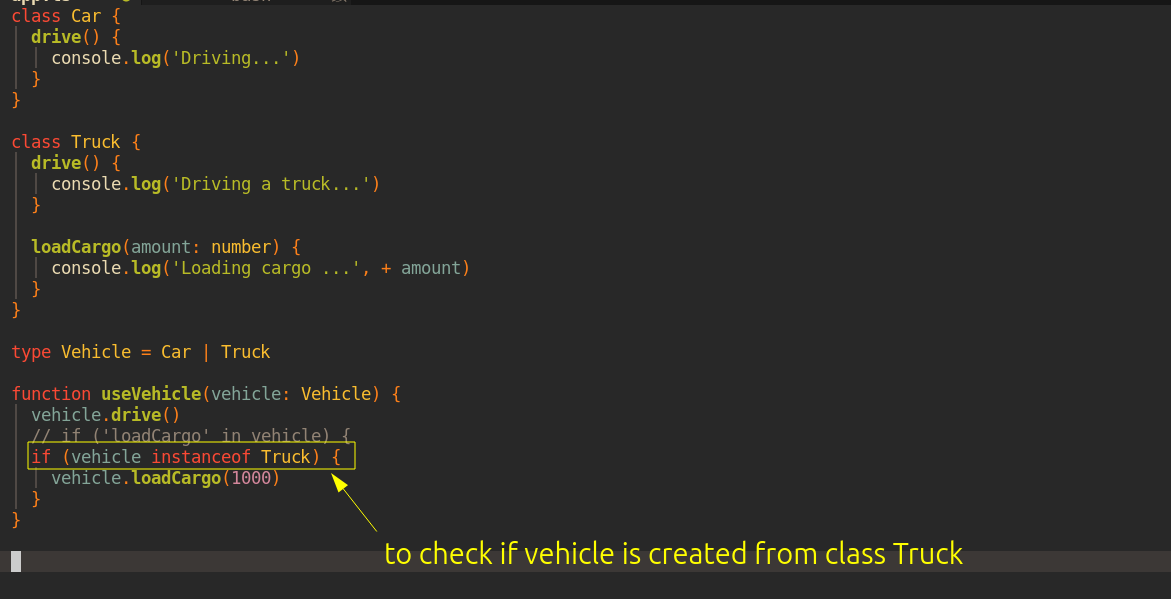 class Car {
drive() {
console.log('Driving...')
}
}
class Truck {
drive() {
console.log('Driving a truck...')
}
loadCargo(amount: number) {
console.log('Loading cargo ...', + amount)
}
}
type Vehicle = Car | Truck
function useVehicle(vehicle: Vehicle) {
vehicle.drive()
// if ('loadCargo' in vehicle) {
if (vehicle instanceof Truck) {
vehicle.loadCargo(1000)
}
}
to check if vehicle is created from class Truck